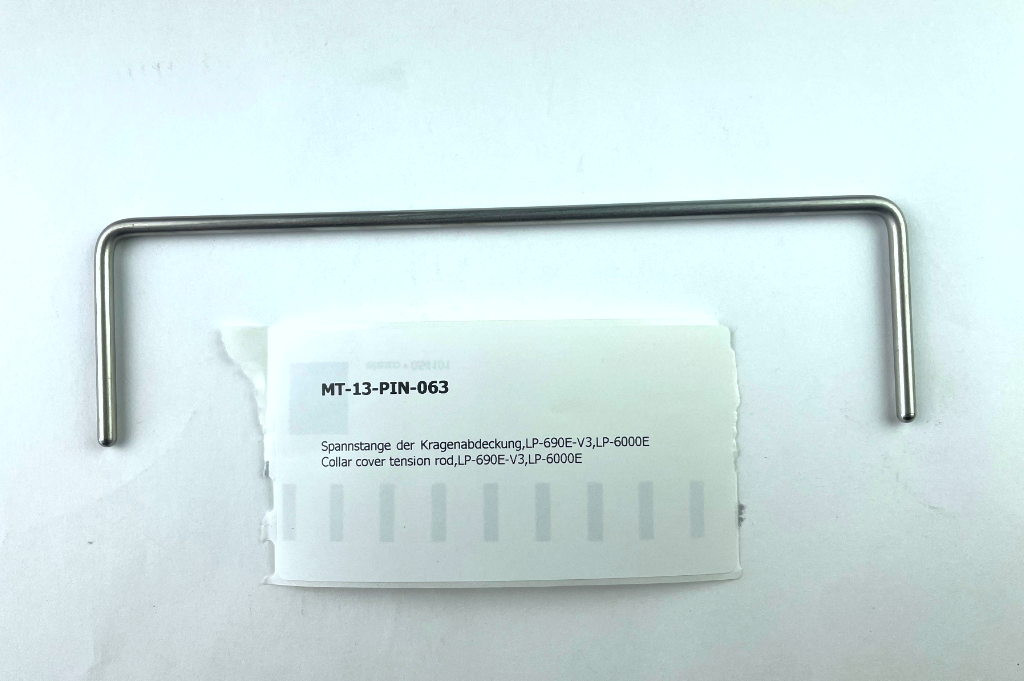 MT-13-PIN-063
Spannstange der Kragenabdeckung,LP-690E-V3,LP-6000E
Collar cover tension rod,LP-690E-V3,LP-6000E